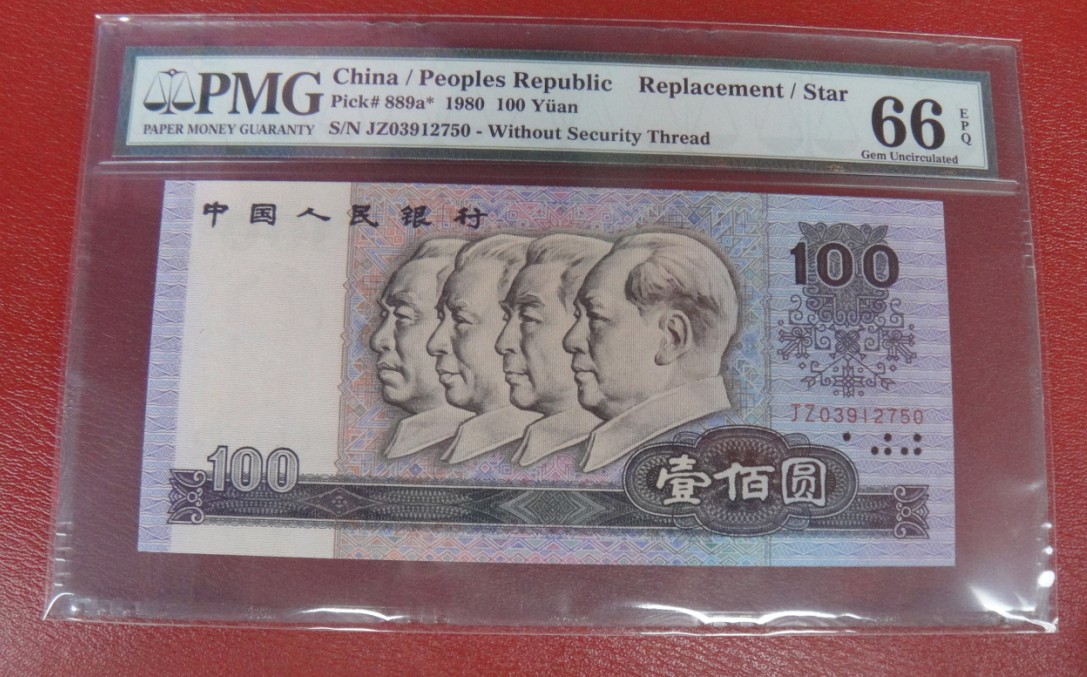 PMG
PAPER MONEY GUARANTY
China / Peoples Republic Replacement / Star
Pick# 889a* 1980 100 Yüan
S/N JZ03912750 - Without Security Thread
66 EPQ
Gem Uncirculated
中国人民银行
100
JZ03912750
100
壹佰圆